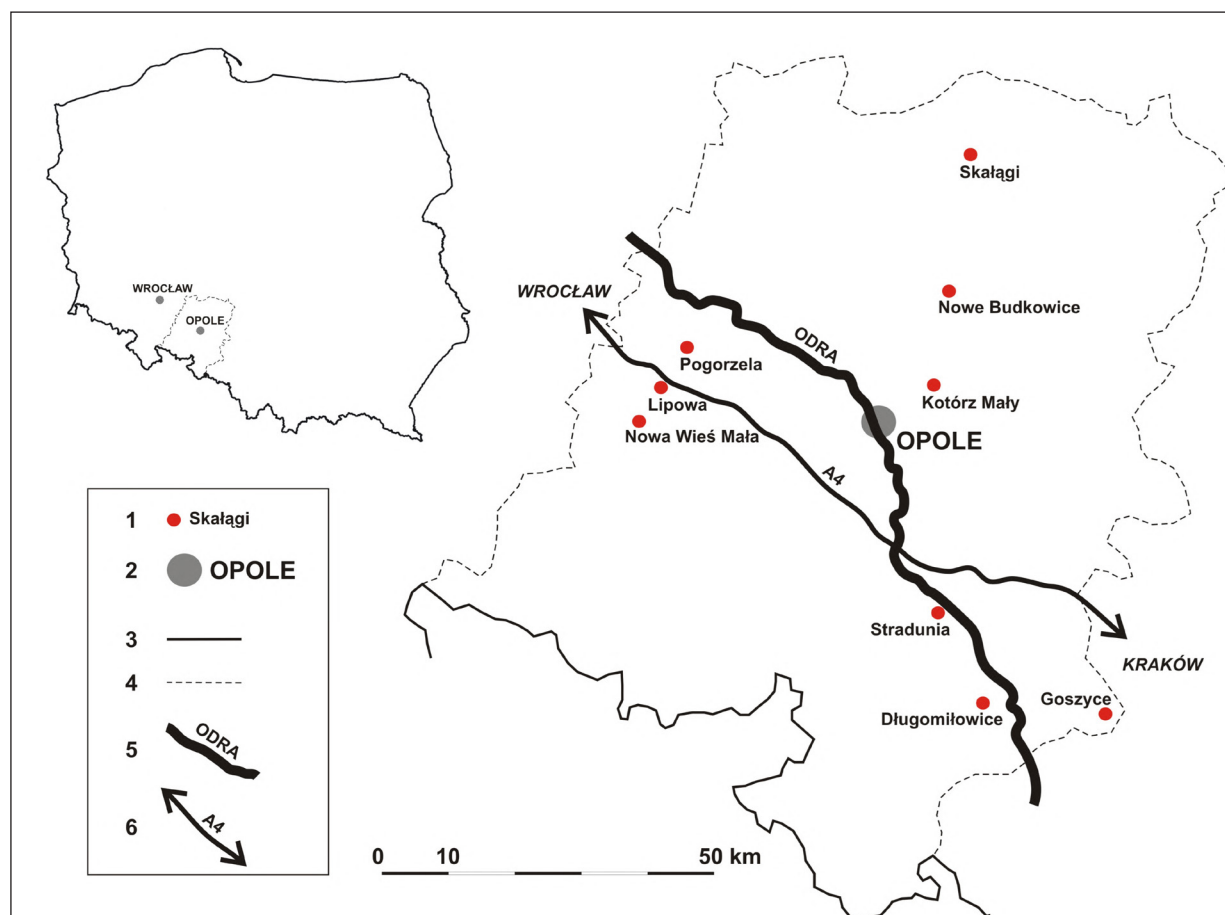 WROCŁAW
OPOLE
1 Skałągi
2 OPOLE
3
4
5 ODRA
6 A4
Skałągi
Nowe Budkowice
WROCŁAW
ODRA
Pogorzela
Lipowa
Kotórz Mały
Nowa Wieś Mała
OPOLE
A4
Stradunia
KRAKÓW
Goszyce
Długomiłowice
0 10 50 km